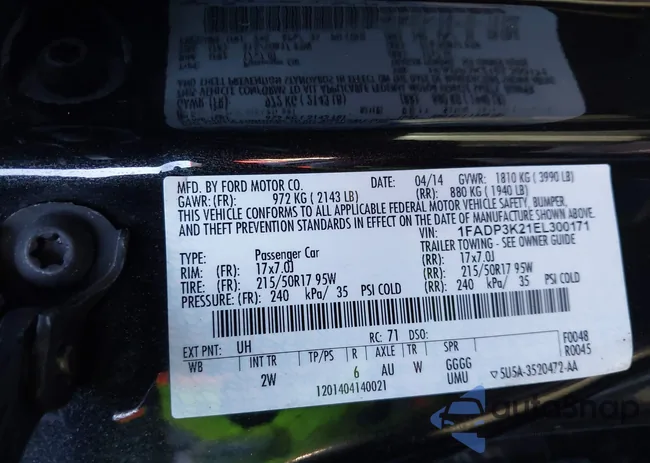 MFD. BY FORD MOTOR CO.
DATE: 04/14 GVWR: 1810 KG ( 3990 LB)
GAWR: (FR): 972 KG ( 2143 LB) (RR): 880 KG ( 1940 LB)
THIS VEHICLE CONFORMS TO ALL APPLICABLE FEDERAL MOTOR VEHICLE SAFETY, BUMPER,
AND THEFT PREVENTION STANDARDS IN EFFECT ON THE DATE OF MANUFACTURE SHOWN ABOVE.
VIN: 1FADP3K21EL300171
TYPE: Passenger Car TRAILER TOWING - SEE OWNER GUIDE
RIM: (FR): 17x7.0J (RR): 17x7.0J
TIRE: (FR): 215/50R17 95W (RR): 215/50R17 95W
PRESSURE: (FR): 240 kPa/ 35 PSI COLD (RR): 240 kPa/ 35 PSI COLD
EXT PNT: UH RC: 71 DSO: F0048
WB INT TR TP/PS R AXLE TR SPR R0045
2W 6 AU W GGGG
UMU
1201404140021
▽ 5U5A-3520472-AA
autosnap